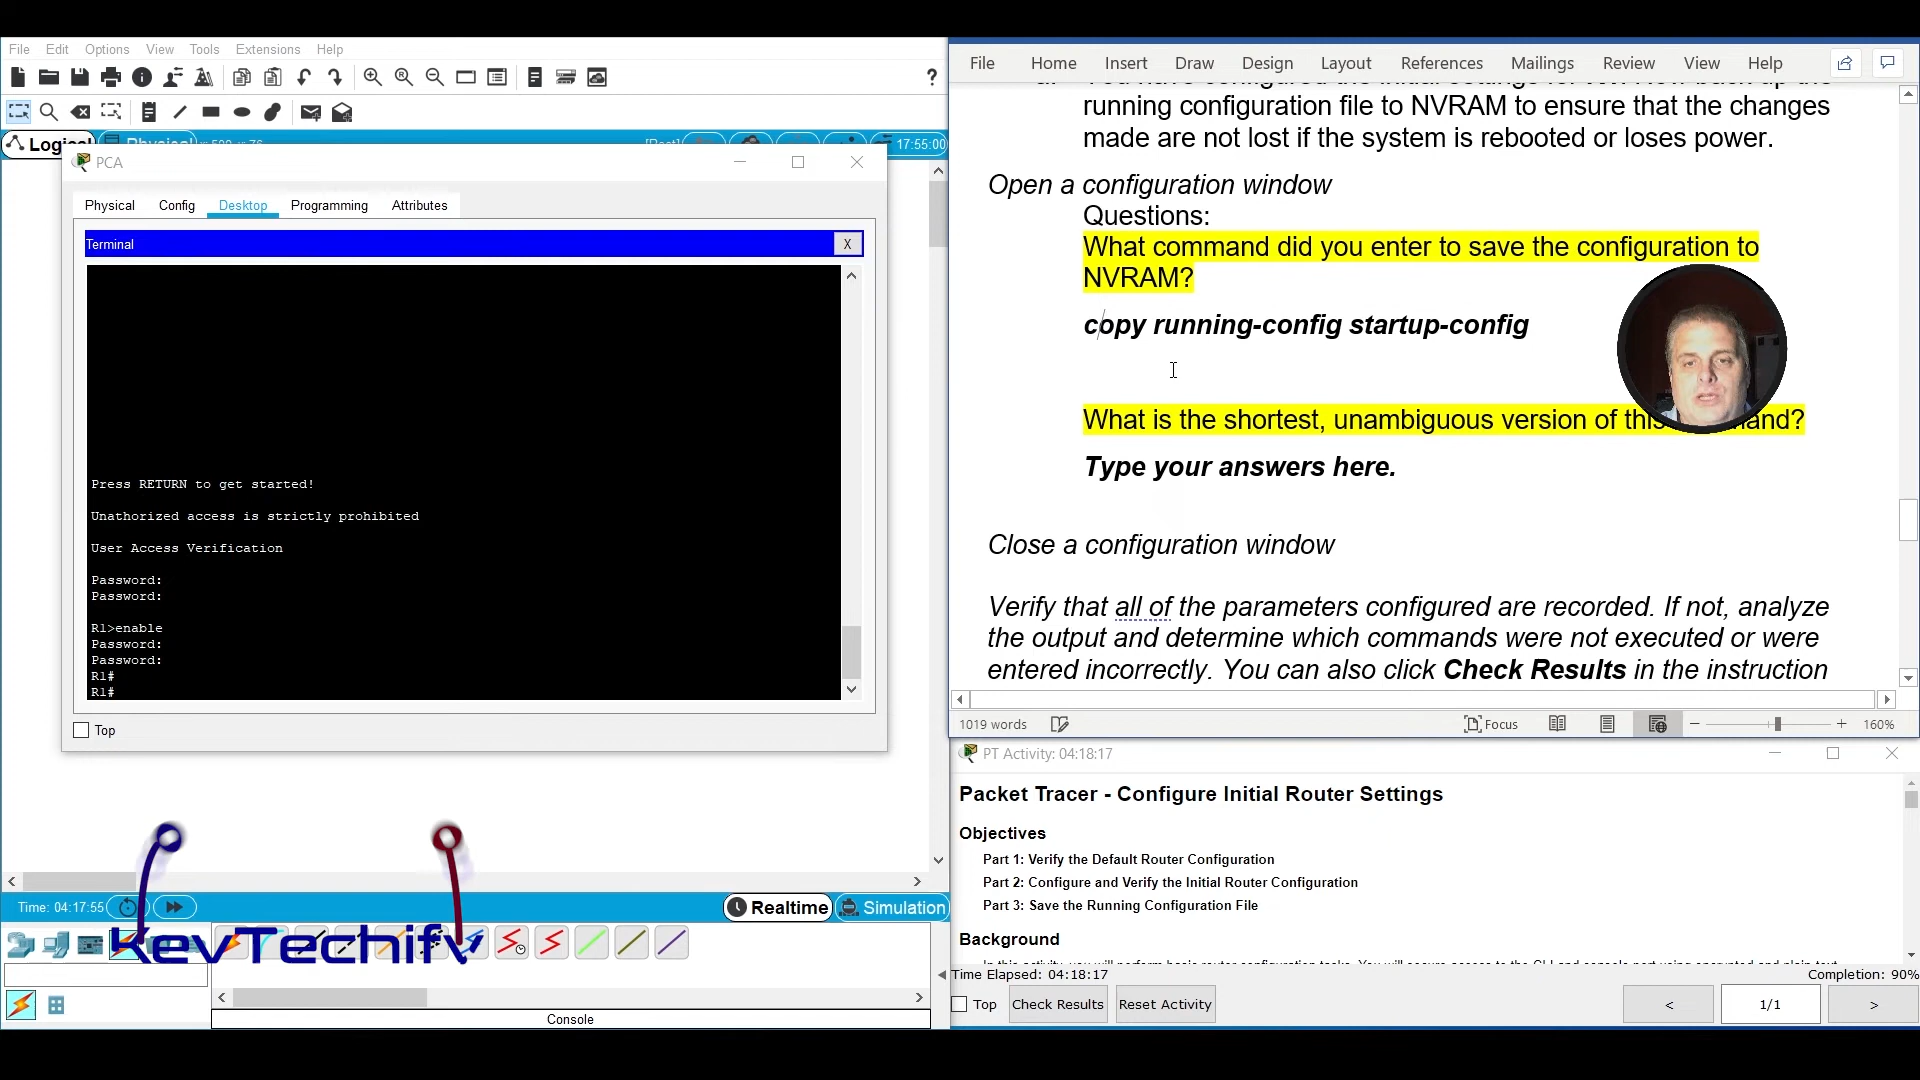 File Edit Options View Tools Extensions Help
?
Logical
17:55:00
PCA
Physical Config Desktop Programming Attributes
Terminal
X
Press RETURN to get started!
Unathorized access is strictly prohibited
User Access Verification
Password:
Password:
R1>enable
Password:
Password:
R1#
R1#
Top
Time: 04:17:55
Realtime
Simulation
KevTechify
Console
File Home Insert Draw Design Layout References Mailings Review View Help
running configuration file to NVRAM to ensure that the changes
made are not lost if the system is rebooted or loses power.
Open a configuration window
Questions:
What command did you enter to save the configuration to
NVRAM?
copy running-config startup-config
What is the shortest, unambiguous version of this
Type your answers here.
Close a configuration window
Verify that all of the parameters configured are recorded. If not, analyze
the output and determine which commands were not executed or were
entered incorrectly. You can also click Check Results in the instruction
1019 words
Focus
160%
PT Activity: 04:18:17
Packet Tracer - Configure Initial Router Settings
Objectives
Part 1: Verify the Default Router Configuration
Part 2: Configure and Verify the Initial Router Configuration
Part 3: Save the Running Configuration File
Background
Time Elapsed: 04:18:17
Completion: 90%
Top
Check Results
Reset Activity
<
1/1
>